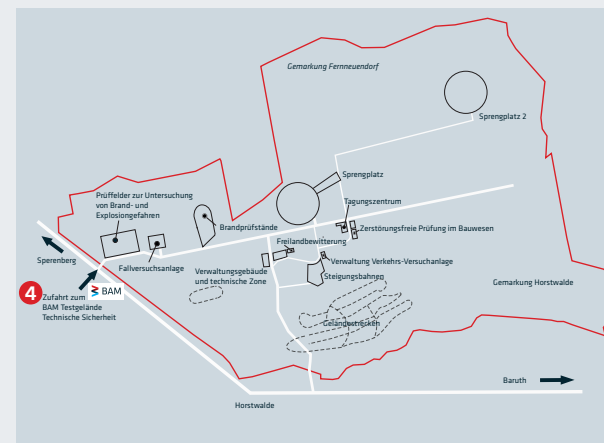 Gemarkung Fernneuendorf
Sprengplatz 2
Sprengplatz
Prüffelder zur Untersuchung
von Brand- und
Explosiongefahren
Tagungszentrum
Brandprüfstände
Zerstörungsfreie Prüfung im Bauwesen
Freilandbewitterung
Sperenberg
Fallversuchsanlage
Verwaltung Verkehrs-Versuchanlage
Verwaltungsgebäude
und technische Zone
Steigungsbahnen
Gemarkung Horstwalde
4
BAM
Zufahrt zum
BAM Testgelände
Technische Sicherheit
Geländestrecken
Baruth
Horstwalde